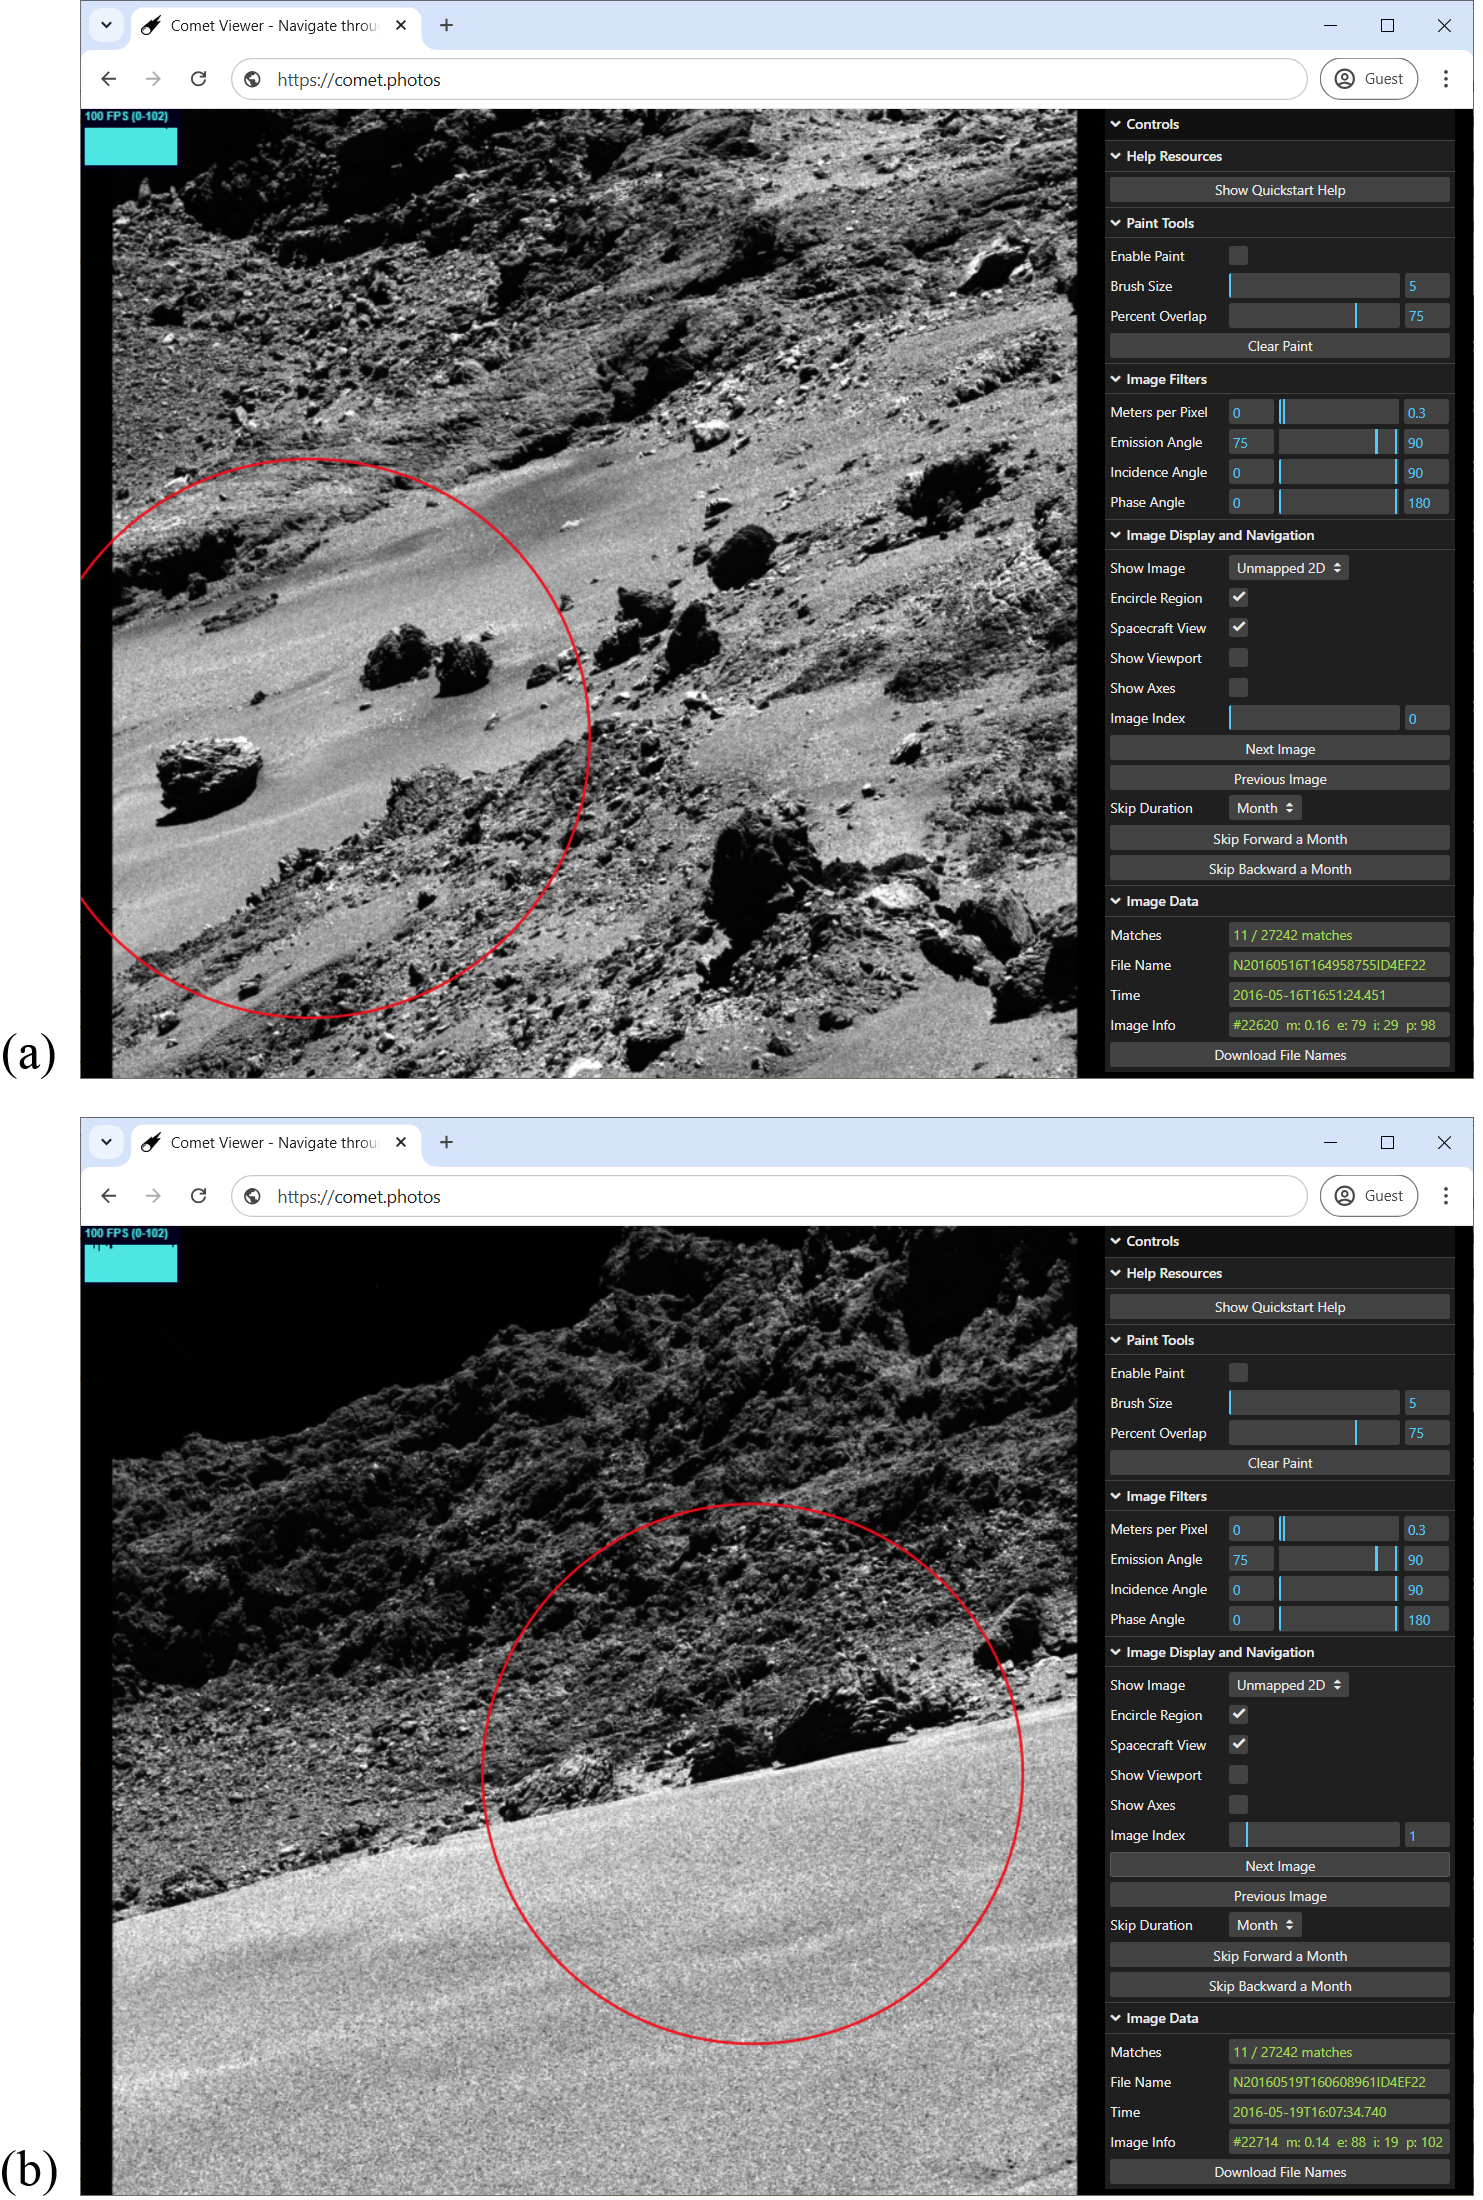 Comet Viewer - Navigate throu
https://comet.photos
Guest
100 FPS (0-102)
Controls
Help Resources
Show Quickstart Help
Paint Tools
Enable Paint
Brush Size 5
Percent Overlap 75
Clear Paint
Image Filters
Meters per Pixel 0 0.3
Emission Angle 75 90
Incidence Angle 0 90
Phase Angle 0 180
Image Display and Navigation
Show Image Unmapped 2D
Encircle Region
Spacecraft View
Show Viewport
Show Axes
Image Index 0
Next Image
Previous Image
Skip Duration Month
Skip Forward a Month
Skip Backward a Month
Image Data
Matches 11 / 27242 matches
File Name N20160516T164958755ID4EF22
Time 2016-05-16T16:51:24.451
Image Info #22620 m: 0.16 e: 79 i: 29 p: 98
Download File Names
(a)
Comet Viewer - Navigate throu
https://comet.photos
Guest
100 FPS (0-102)
Controls
Help Resources
Show Quickstart Help
Paint Tools
Enable Paint
Brush Size 5
Percent Overlap 75
Clear Paint
Image Filters
Meters per Pixel 0 0.3
Emission Angle 75 90
Incidence Angle 0 90
Phase Angle 0 180
Image Display and Navigation
Show Image Unmapped 2D
Encircle Region
Spacecraft View
Show Viewport
Show Axes
Image Index 1
Next Image
Previous Image
Skip Duration Month
Skip Forward a Month
Skip Backward a Month
Image Data
Matches 11 / 27242 matches
File Name N20160519T160608961ID4EF22
Time 2016-05-19T16:07:34.740
Image Info #22714 m: 0.14 e: 88 i: 19 p: 102
Download File Names
(b)